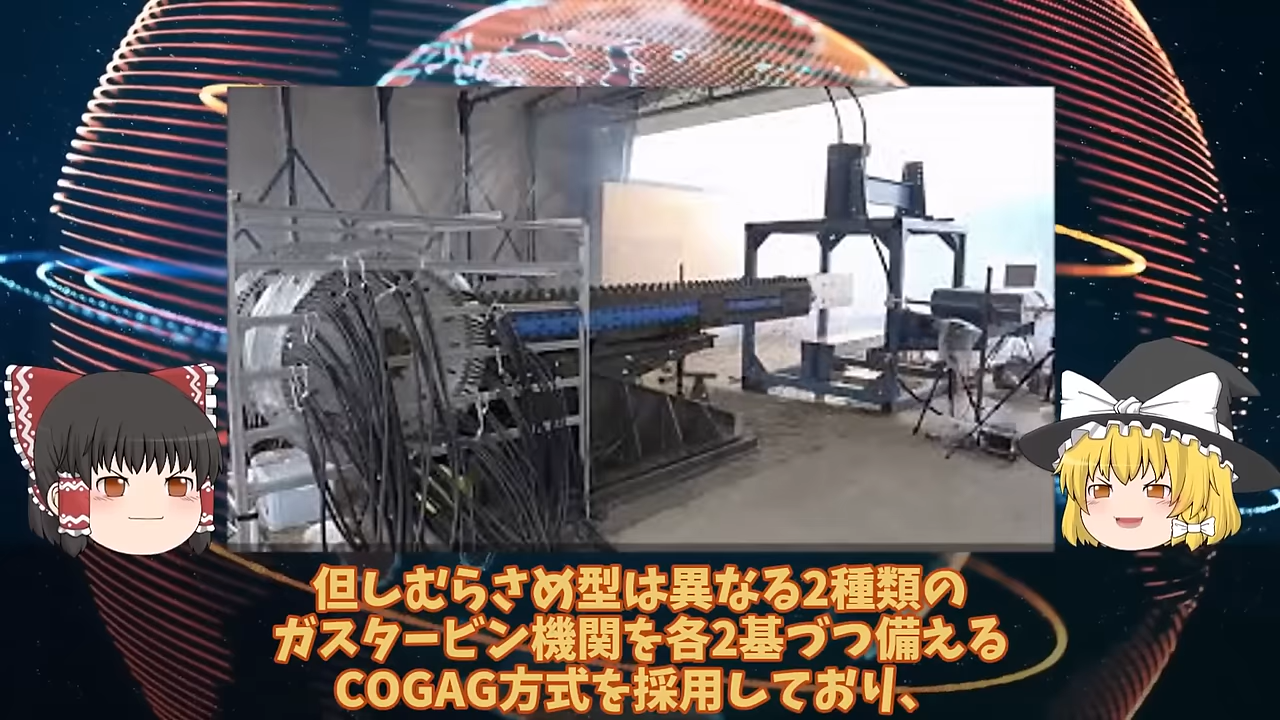 但しむらさめ型は異なる2種類の
ガスタービン機関を各2基づつ備える
COGAG方式を採用しており、